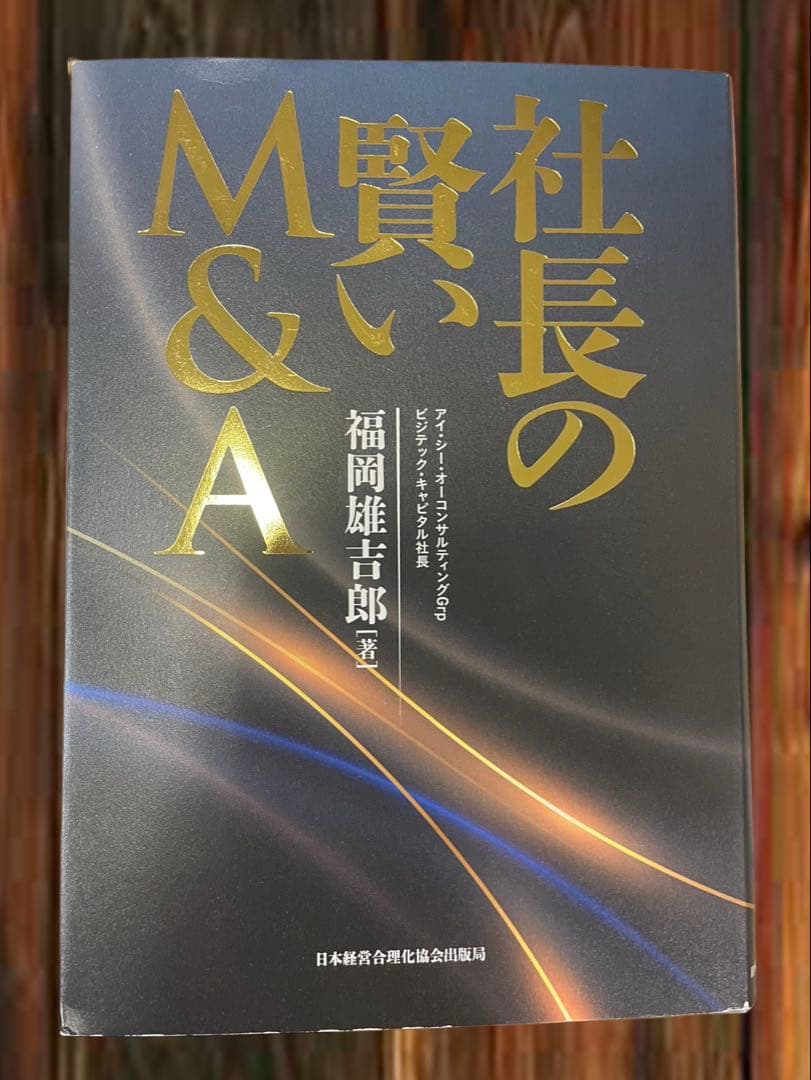 社長の
賢い
M&A
アイ・シー・オーコンサルティングGrp
ビジテック・キャピタル社長
福岡雄吉郎[著]
日本経営合理化協会出版局